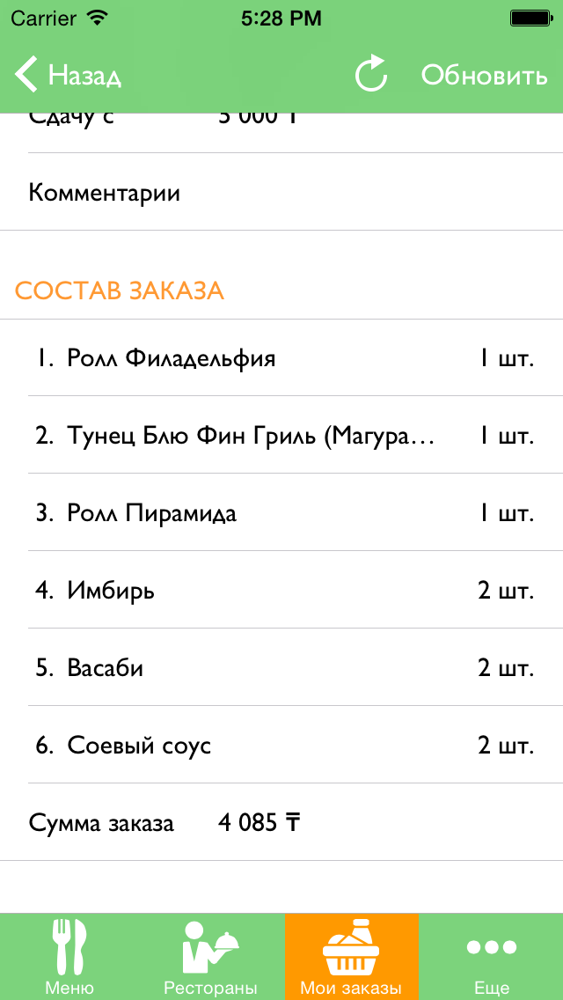 Carrier 5:28 PM
Назад Обновить
Сдачу с 5 000 ₸
Комментарии
СОСТАВ ЗАКАЗА
1. Ролл Филадельфия 1 шт.
2. Тунец Блю Фин Гриль (Магура... 1 шт.
3. Ролл Пирамида 1 шт.
4. Имбирь 2 шт.
5. Васаби 2 шт.
6. Соевый соус 2 шт.
Сумма заказа 4 085 ₸
Меню Рестораны Мои заказы Еще